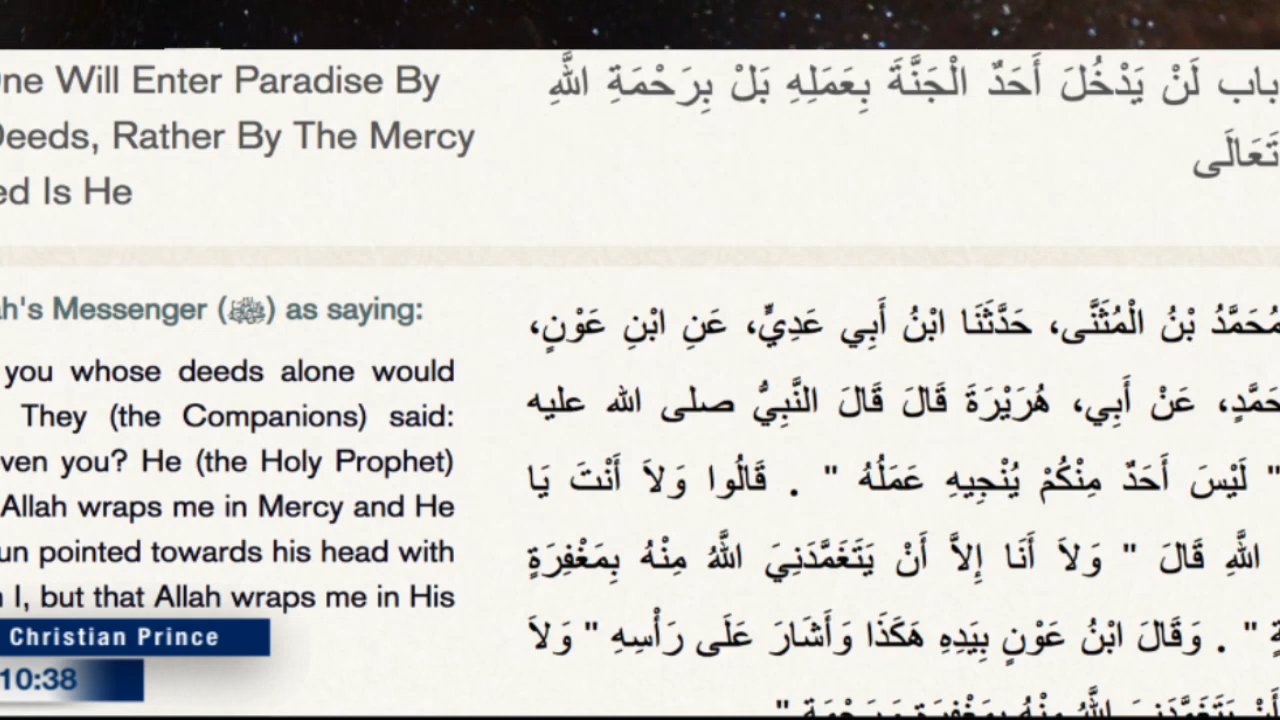 One Will Enter Paradise By
Deeds, Rather By The Mercy
Is He
باب لَنْ يَدْخُلَ أَحَدٌ الْجَنَّةَ بِعَمَلِهِ بَلْ بِرَحْمَةِ اللَّهِ
تَعَالَى
Messenger (ﷺ) as saying:
you whose deeds alone would
They (the Companions) said:
you? He (the Holy Prophet)
Allah wraps me in Mercy and He
pointed towards his head with
I, but that Allah wraps me in His
مُحَمَّدُ بْنُ الْمُثَنَّى، حَدَّثَنَا ابْنُ أَبِي عَدِيٍّ، عَنِ ابْنِ عَوْنٍ،
عَنْ أَبِي، هُرَيْرَةَ قَالَ قَالَ النَّبِيُّ صلى الله عليه
" لَيْسَ أَحَدٌ مِنْكُمْ يُنْجِيهِ عَمَلُهُ " . قَالُوا وَلاَ أَنْتَ يَا
اللَّهِ قَالَ " وَلاَ أَنَا إِلاَّ أَنْ يَتَغَمَّدَنِيَ اللَّهُ مِنْهُ بِمَغْفِرَةٍ
" . وَقَالَ ابْنُ عَوْنٍ بِيَدِهِ هَكَذَا وَأَشَارَ عَلَى رَأْسِهِ " وَلاَ
أَنْ يَتَغَمَّدَنِيَ اللَّهُ مِنْهُ بِمَغْفِرَةٍ وَرَحْمَةٍ "
Christian Prince
10:38